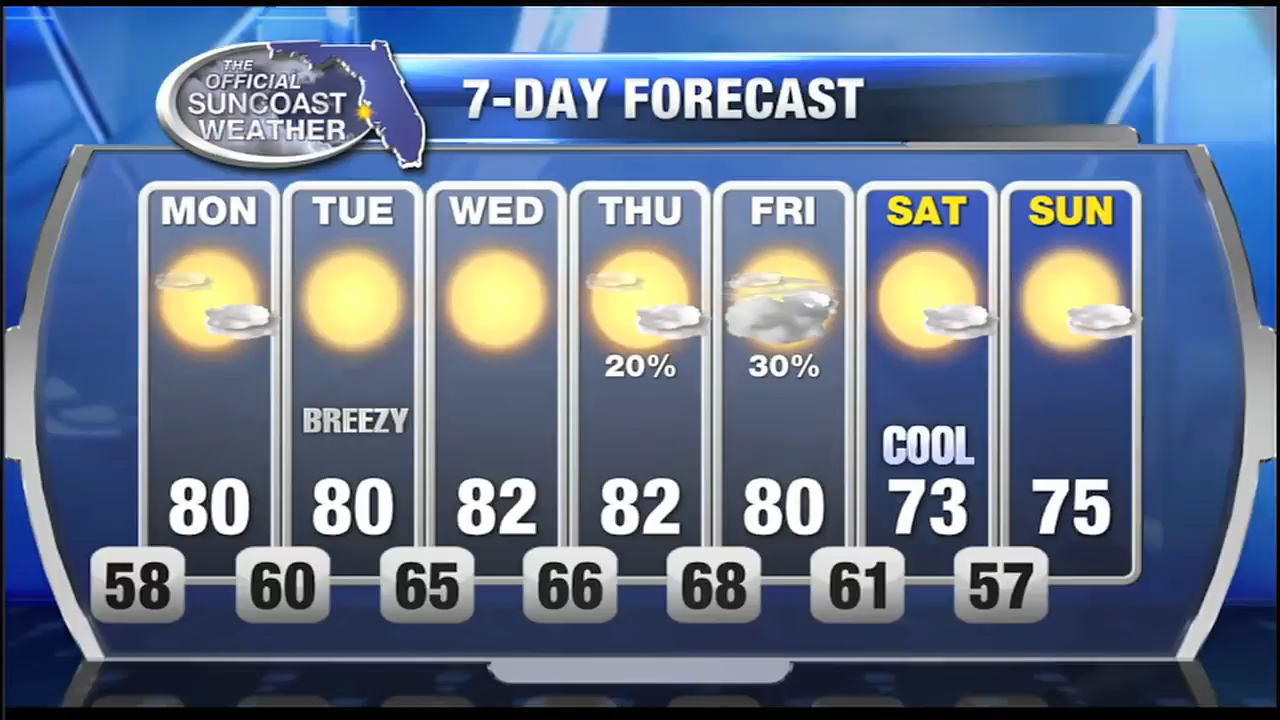 THE
OFFICIAL
SUNCOAST
WEATHER
7-DAY FORECAST
MON TUE WED THU FRI SAT SUN
20% 30%
BREEZY
COOL
80 80 82 82 80 73 75
58 60 65 66 68 61 57